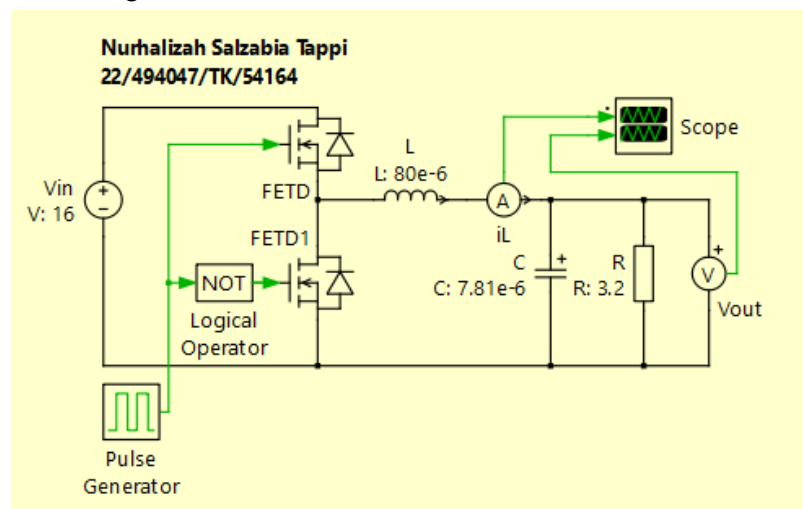 Nurhalizah Salzabia Tappi
22/494047/TK/54164
Scope
L
L: 80e-6
Vin
V: 16
FETD
A
iL
FETD1
C
C: 7.81e-6
+
R
R: 3.2
+
V
Vout
NOT
Logical
Operator
Pulse
Generator